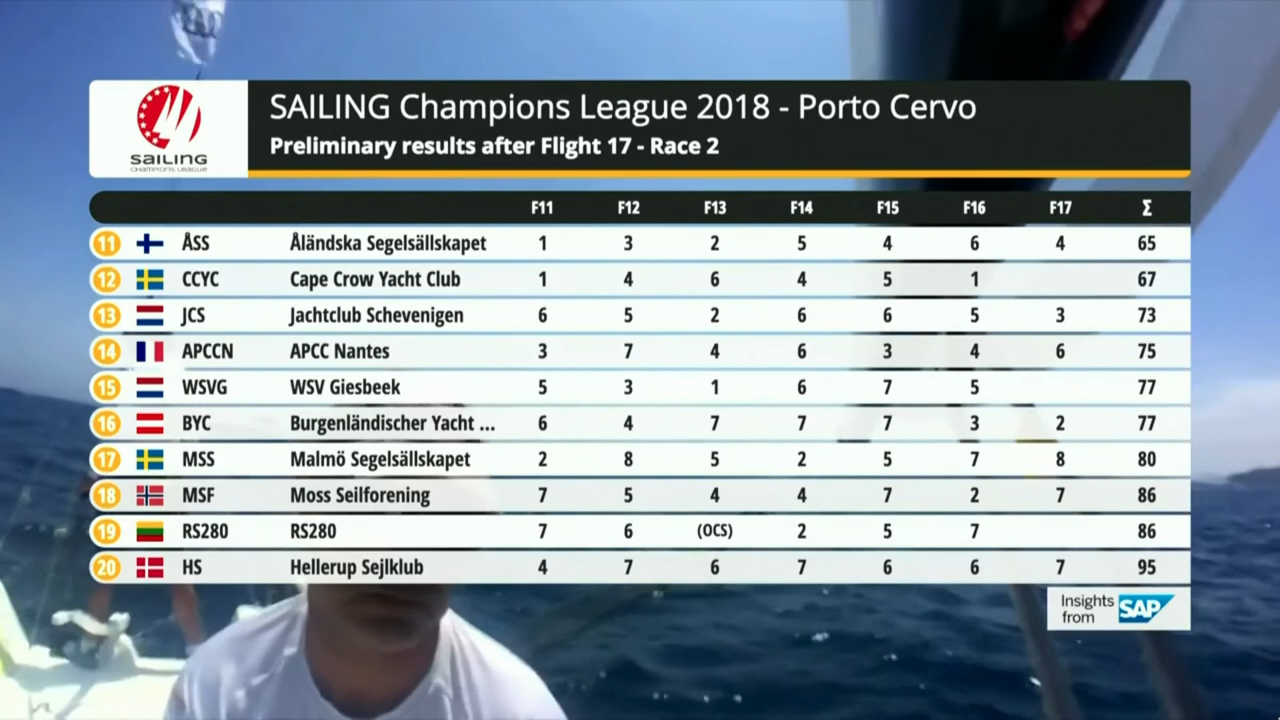 SAILING Champions League 2018 - Porto Cervo
SAILING
CHAMPIONS LEAGUE
Preliminary results after Flight 17 - Race 2
F11 F12 F13 F14 F15 F16 F17 Σ
11 ÅSS Åländska Segelsällskapet 1 3 2 5 4 6 4 65
12 CCYC Cape Crow Yacht Club 1 4 6 4 5 1 67
13 JCS Jachtclub Schevenigen 6 5 2 6 6 5 3 73
14 APCCN APCC Nantes 3 7 4 6 3 4 6 75
15 WSVG WSV Giesbeek 5 3 1 6 7 5 77
16 BYC Burgenländischer Yacht ... 6 4 7 7 7 3 2 77
17 MSS Malmö Segelsällskapet 2 8 5 2 5 7 8 80
18 MSF Moss Seilforening 7 5 4 4 7 2 7 86
19 RS280 RS280 7 6 (OCS) 2 5 7 86
20 HS Hellerup Sejlklub 4 7 6 7 6 6 7 95
Insights
from SAP